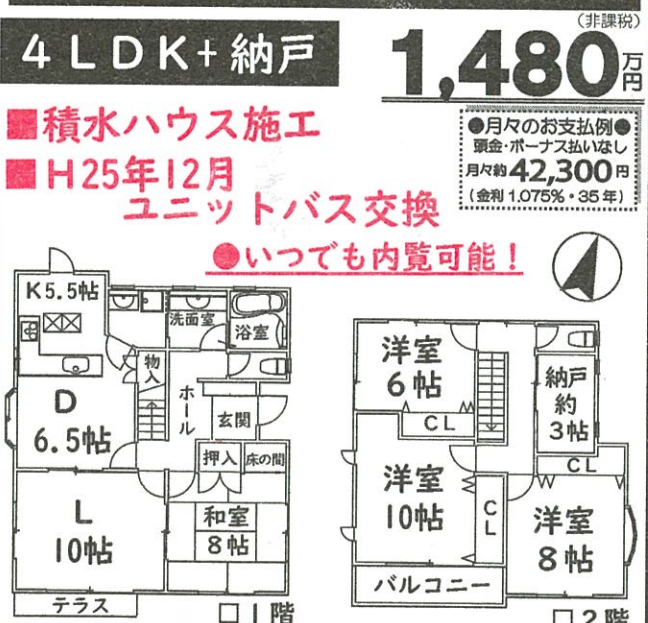 (非課税)
4LDK+納戸
1,480万円
■積水ハウス施工
■H25年12月
ユニットバス交換
●月々のお支払例●
頭金・ボーナス払いなし
月々約42,300円
(金利1.075%・35年)
●いつでも内覧可能!
K5.5帖
洗面室
浴室
物入
ホール
玄関
D
6.5帖
押入
床の間
L
10帖
和室
8帖
テラス
□1階
洋室
6帖
CL
納戸
約
3帖
CL
洋室
10帖
CL
洋室
8帖
バルコニー
□2階